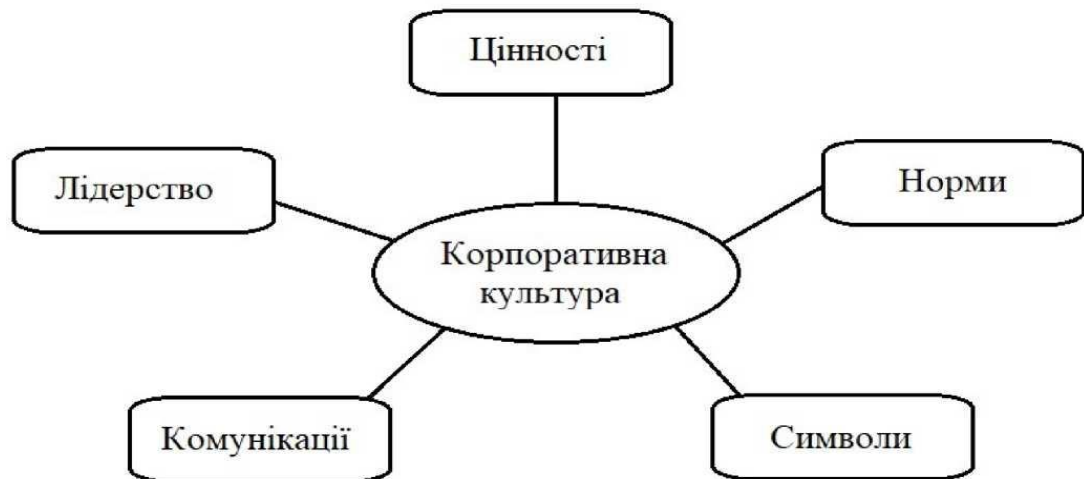 Цінності
Лідерство
Норми
Корпоративна
культура
Комунікації
Символи